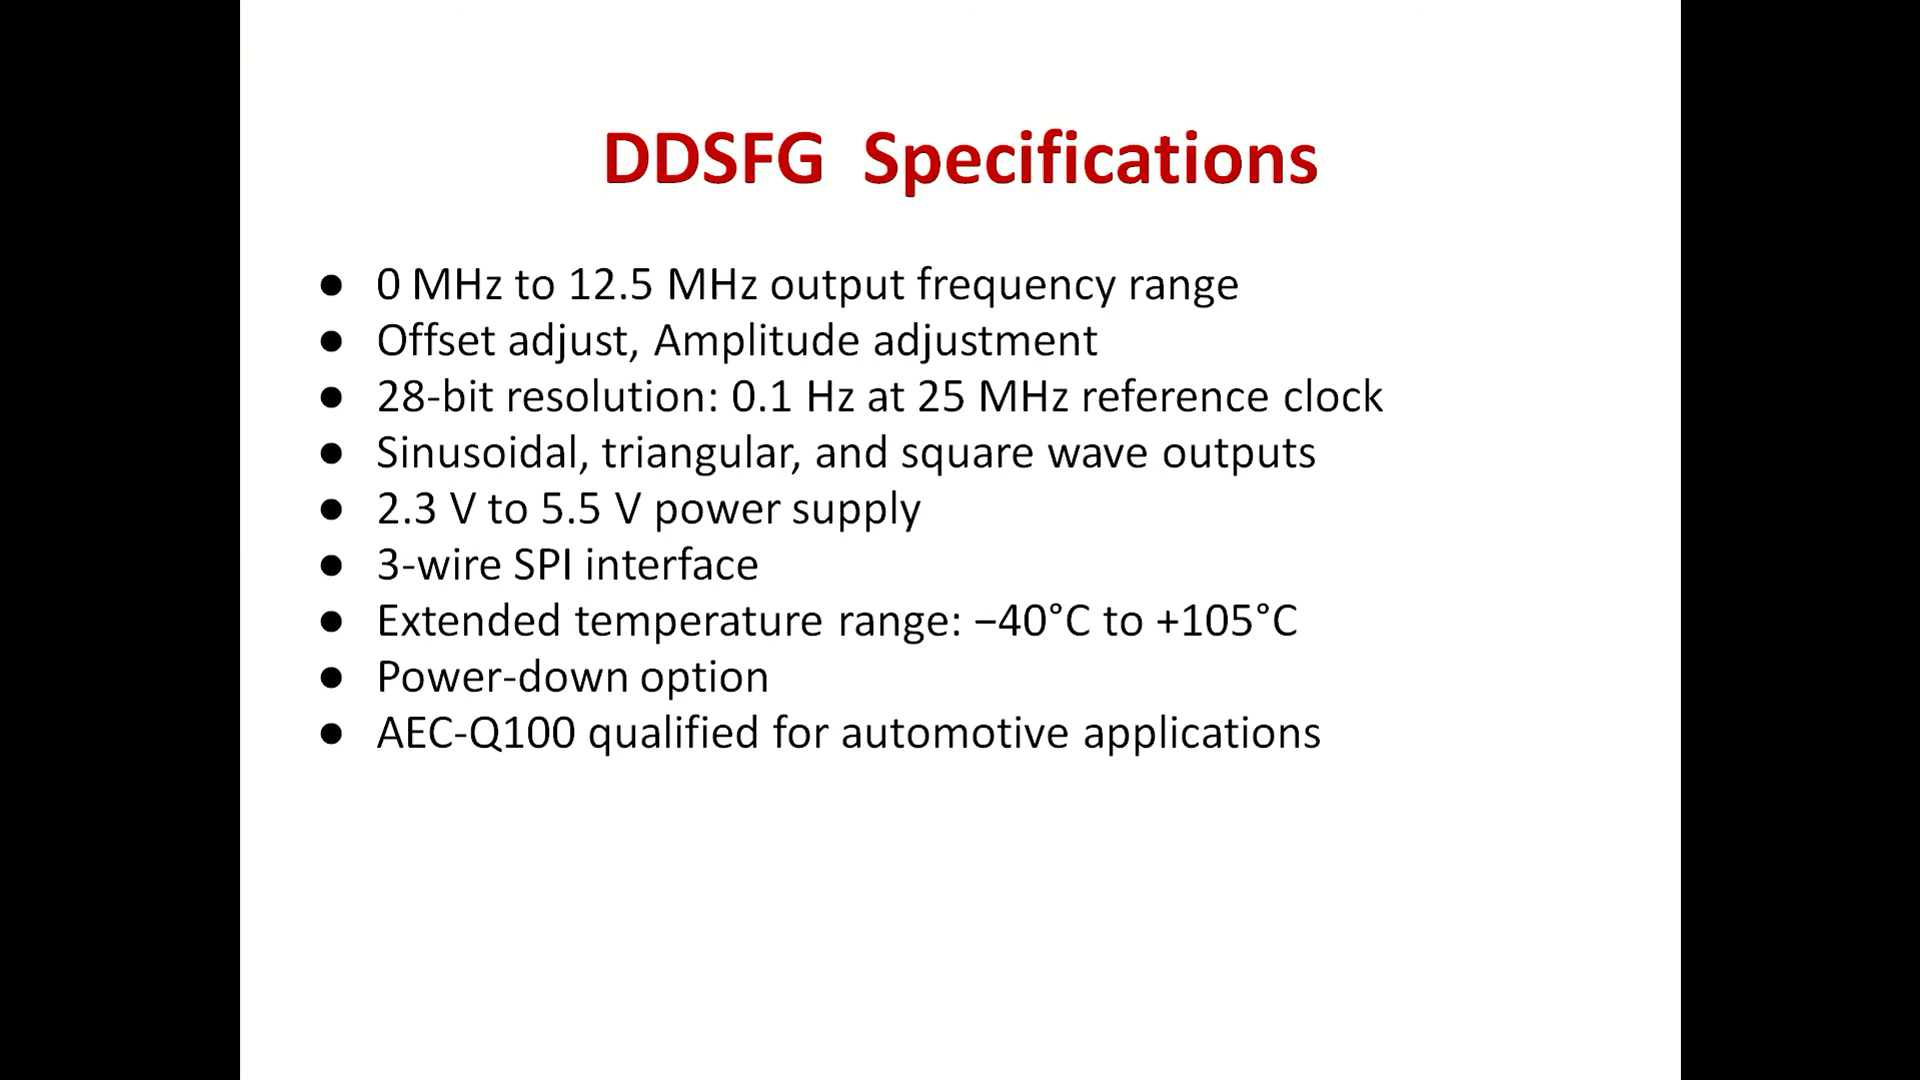 DDSFG Specifications
● 0 MHz to 12.5 MHz output frequency range
● Offset adjust, Amplitude adjustment
● 28-bit resolution: 0.1 Hz at 25 MHz reference clock
● Sinusoidal, triangular, and square wave outputs
● 2.3 V to 5.5 V power supply
● 3-wire SPI interface
● Extended temperature range: −40°C to +105°C
● Power-down option
● AEC-Q100 qualified for automotive applications